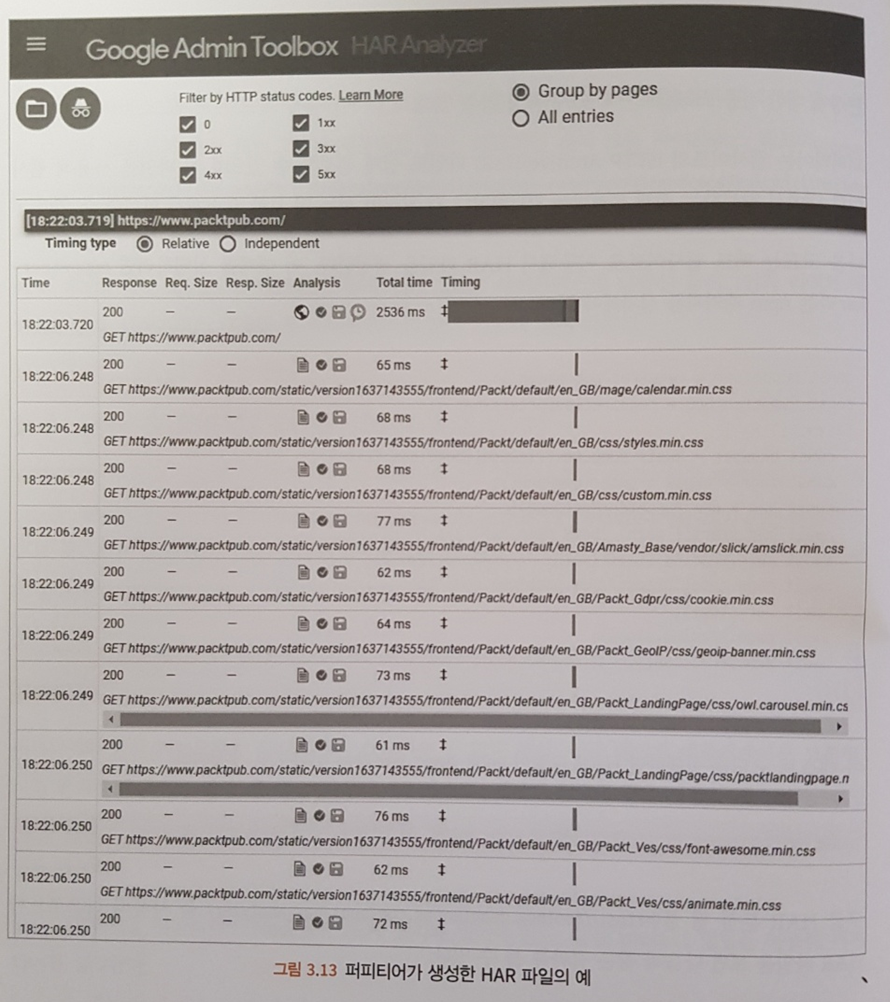 Google Admin Toolbox HAR Analyzer
Filter by HTTP status codes. Learn More
0
1xx
2xx
3xx
4xx
5xx
Group by pages
All entries
[18:22:03.719] https://www.packtpub.com/
Timing type Relative Independent
Time Response Req. Size Resp. Size Analysis Total time Timing
18:22:03.720 200 – – 2536 ms
GET https://www.packtpub.com/
18:22:06.248 200 – – 65 ms
GET https://www.packtpub.com/static/version1637143555/frontend/Packt/default/en_GB/mage/calendar.min.css
18:22:06.248 200 – – 68 ms
GET https://www.packtpub.com/static/version1637143555/frontend/Packt/default/en_GB/css/styles.min.css
18:22:06.248 200 – – 68 ms
GET https://www.packtpub.com/static/version1637143555/frontend/Packt/default/en_GB/css/custom.min.css
18:22:06.249 200 – – 77 ms
GET https://www.packtpub.com/static/version1637143555/frontend/Packt/default/en_GB/Amasty_Base/vendor/slick/amslick.min.css
18:22:06.249 200 – – 62 ms
GET https://www.packtpub.com/static/version1637143555/frontend/Packt/default/en_GB/Packt_Gdpr/css/cookie.min.css
18:22:06.249 200 – – 64 ms
GET https://www.packtpub.com/static/version1637143555/frontend/Packt/default/en_GB/Packt_GeoIP/css/geoip-banner.min.css
18:22:06.249 200 – – 73 ms
GET https://www.packtpub.com/static/version1637143555/frontend/Packt/default/en_GB/Packt_LandingPage/css/owl.carousel.min.cs
18:22:06.250 200 – – 61 ms
GET https://www.packtpub.com/static/version1637143555/frontend/Packt/default/en_GB/Packt_LandingPage/css/packtlandingpage.n
18:22:06.250 200 – – 76 ms
GET https://www.packtpub.com/static/version1637143555/frontend/Packt/default/en_GB/Packt_Ves/css/font-awesome.min.css
18:22:06.250 200 – – 62 ms
GET https://www.packtpub.com/static/version1637143555/frontend/Packt/default/en_GB/Packt_Ves/css/animate.min.css
18:22:06.250 200 – – 72 ms
그림 3.13 퍼피티어가 생성한 HAR 파일의 예